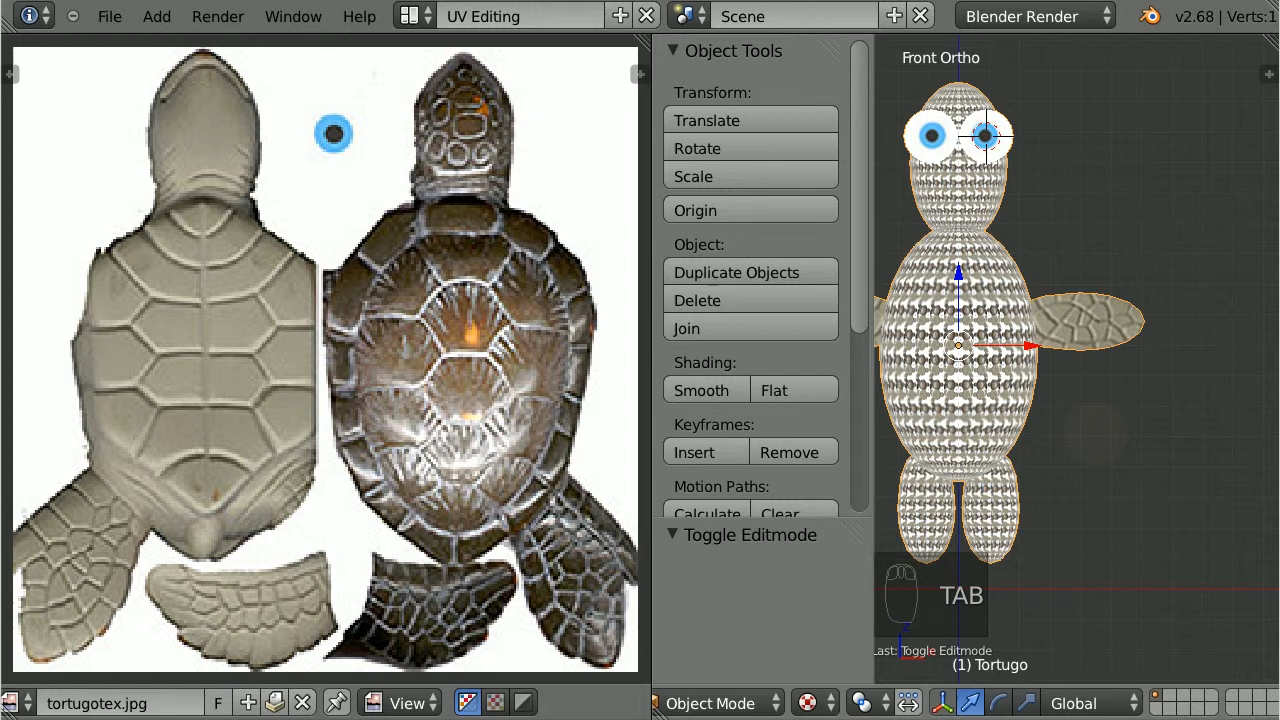 File Add Render Window Help UV Editing Scene Blender Render v2.68 | Verts:1
Object Tools
Front Ortho
Transform:
Translate
Rotate
Scale
Origin
Object:
Duplicate Objects
Delete
Join
Shading:
Smooth Flat
Keyframes:
Insert Remove
Motion Paths:
Calculate Clear
Toggle Editmode
TAB
Last: Toggle Editmode
(1) Tortugo
tortugotex.jpg F View Object Mode Global